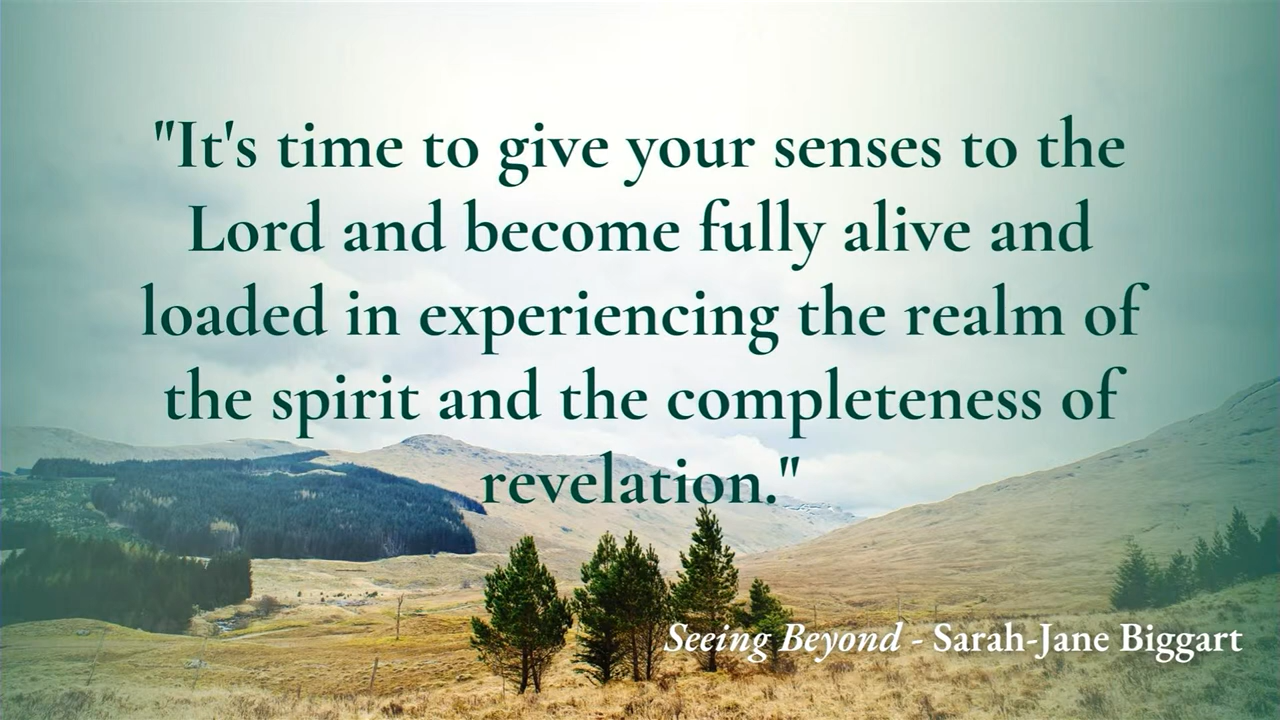 "It's time to give your senses to the
Lord and become fully alive and
loaded in experiencing the realm of
the spirit and the completeness of
revelation."
Seeing Beyond - Sarah-Jane Biggart